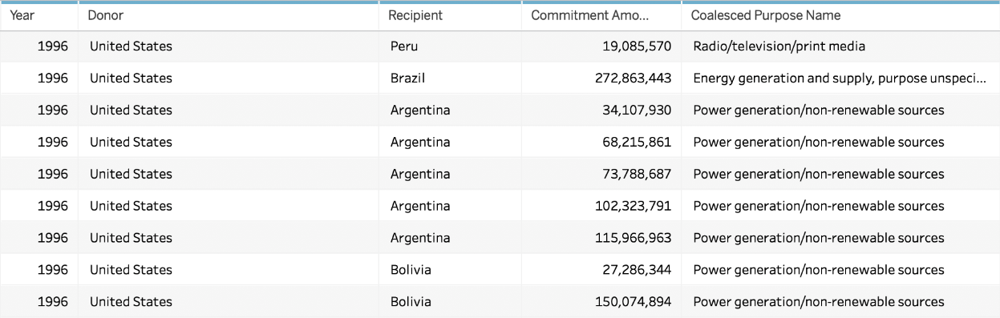 Year Donor Recipient Commitment Amo... Coalesced Purpose Name
1996 United States Peru 19,085,570 Radio/television/print media
1996 United States Brazil 272,863,443 Energy generation and supply, purpose unspeci...
1996 United States Argentina 34,107,930 Power generation/non-renewable sources
1996 United States Argentina 68,215,861 Power generation/non-renewable sources
1996 United States Argentina 73,788,687 Power generation/non-renewable sources
1996 United States Argentina 102,323,791 Power generation/non-renewable sources
1996 United States Argentina 115,966,963 Power generation/non-renewable sources
1996 United States Bolivia 27,286,344 Power generation/non-renewable sources
1996 United States Bolivia 150,074,894 Power generation/non-renewable sources